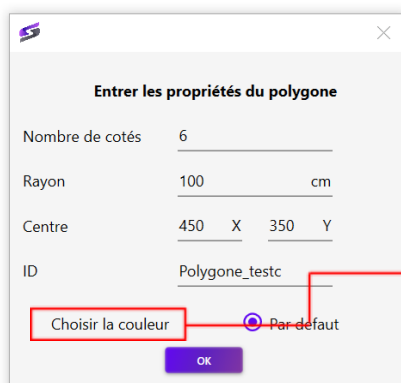 Entrer les propriétés du polygone
Nombre de cotés 6
Rayon 100 cm
Centre 450 X 350 Y
ID Polygone_testc
Choisir la couleur Par defaut
OK